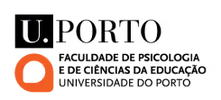 U.PORTO
FACULDADE DE PSICOLOGIA
E DE CIÊNCIAS DA EDUCAÇÃO
UNIVERSIDADE DO PORTO